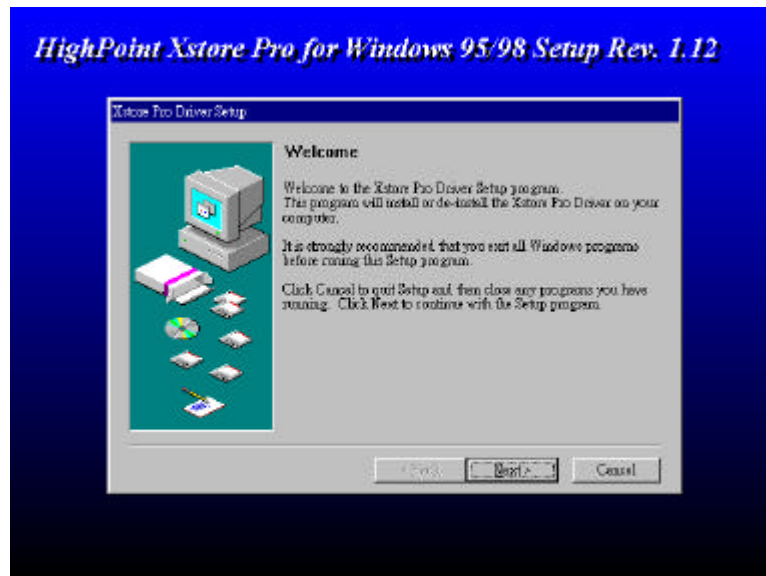 HighPoint Xstore Pro for Windows 95/98 Setup Rev. 1.12
Xstore Pro Driver Setup
Welcome
Welcome to the Xstore Pro Driver Setup program.
This program will install or de-install the Xstore Pro Driver on your
computer.
It is strongly recommended that you exit all Windows programs
before runing this Setup program.
Click Cancel to quit Setup and then close any programs you have
running. Click Next to continue with the Setup program.
< Back
Next >
Cancel